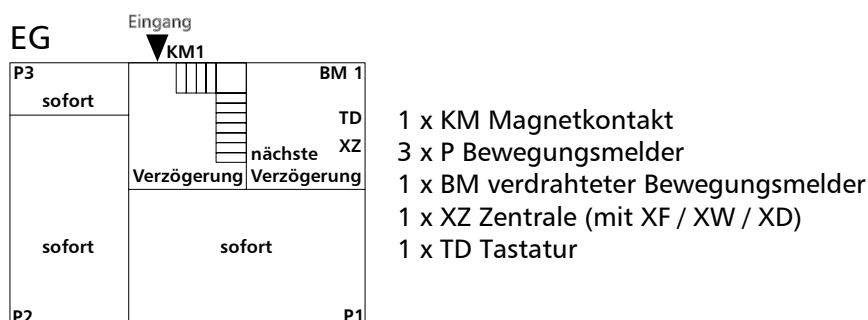 Eingang
EG
KM1
P3
BM 1
sofort
TD
XZ
nächste
Verzögerung
Verzögerung
sofort
sofort
P2
P1
1 x KM Magnetkontakt
3 x P Bewegungsmelder
1 x BM verdrahteter Bewegungsmelder
1 x XZ Zentrale (mit XF / XW / XD)
1 x TD Tastatur